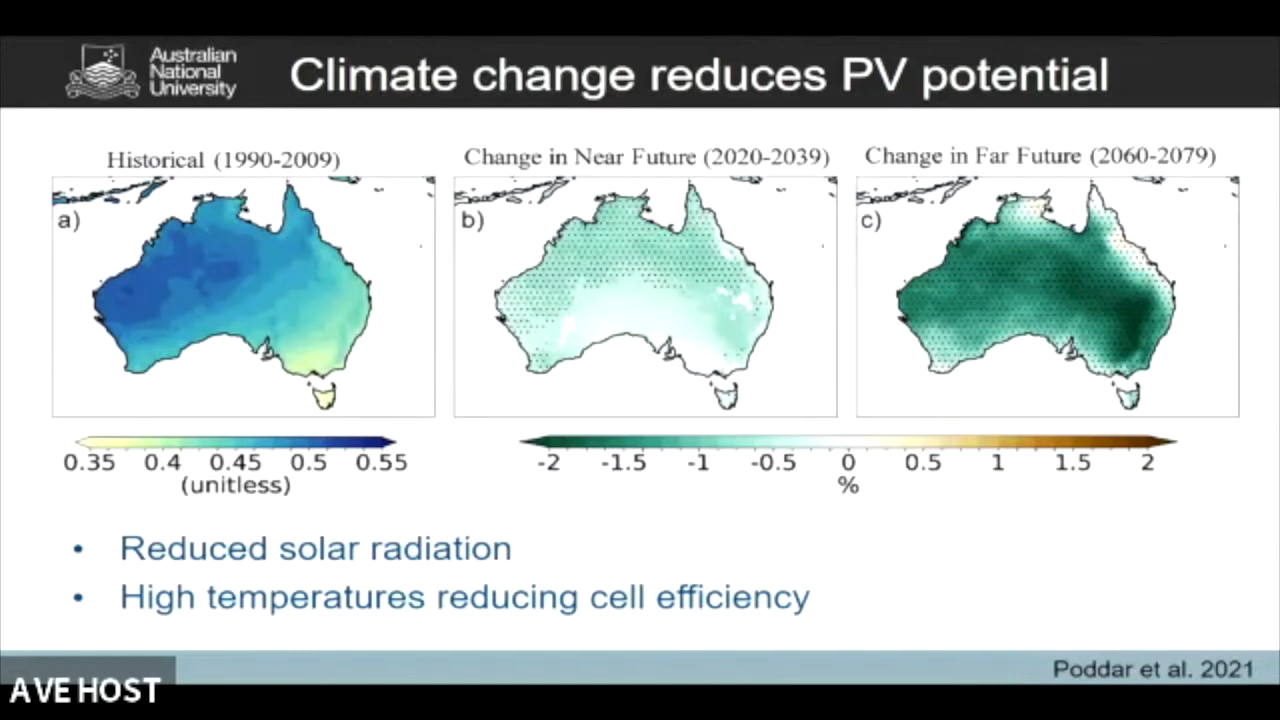 Australian
National
University
Climate change reduces PV potential
Historical (1990-2009)
Change in Near Future (2020-2039)
Change in Far Future (2060-2079)
a)
b)
c)
0.35 0.4 0.45 0.5 0.55
(unitless)
-2 -1.5 -1 -0.5 0 0.5 1 1.5 2
%
• Reduced solar radiation
• High temperatures reducing cell efficiency
Poddar et al. 2021
AVE HOST